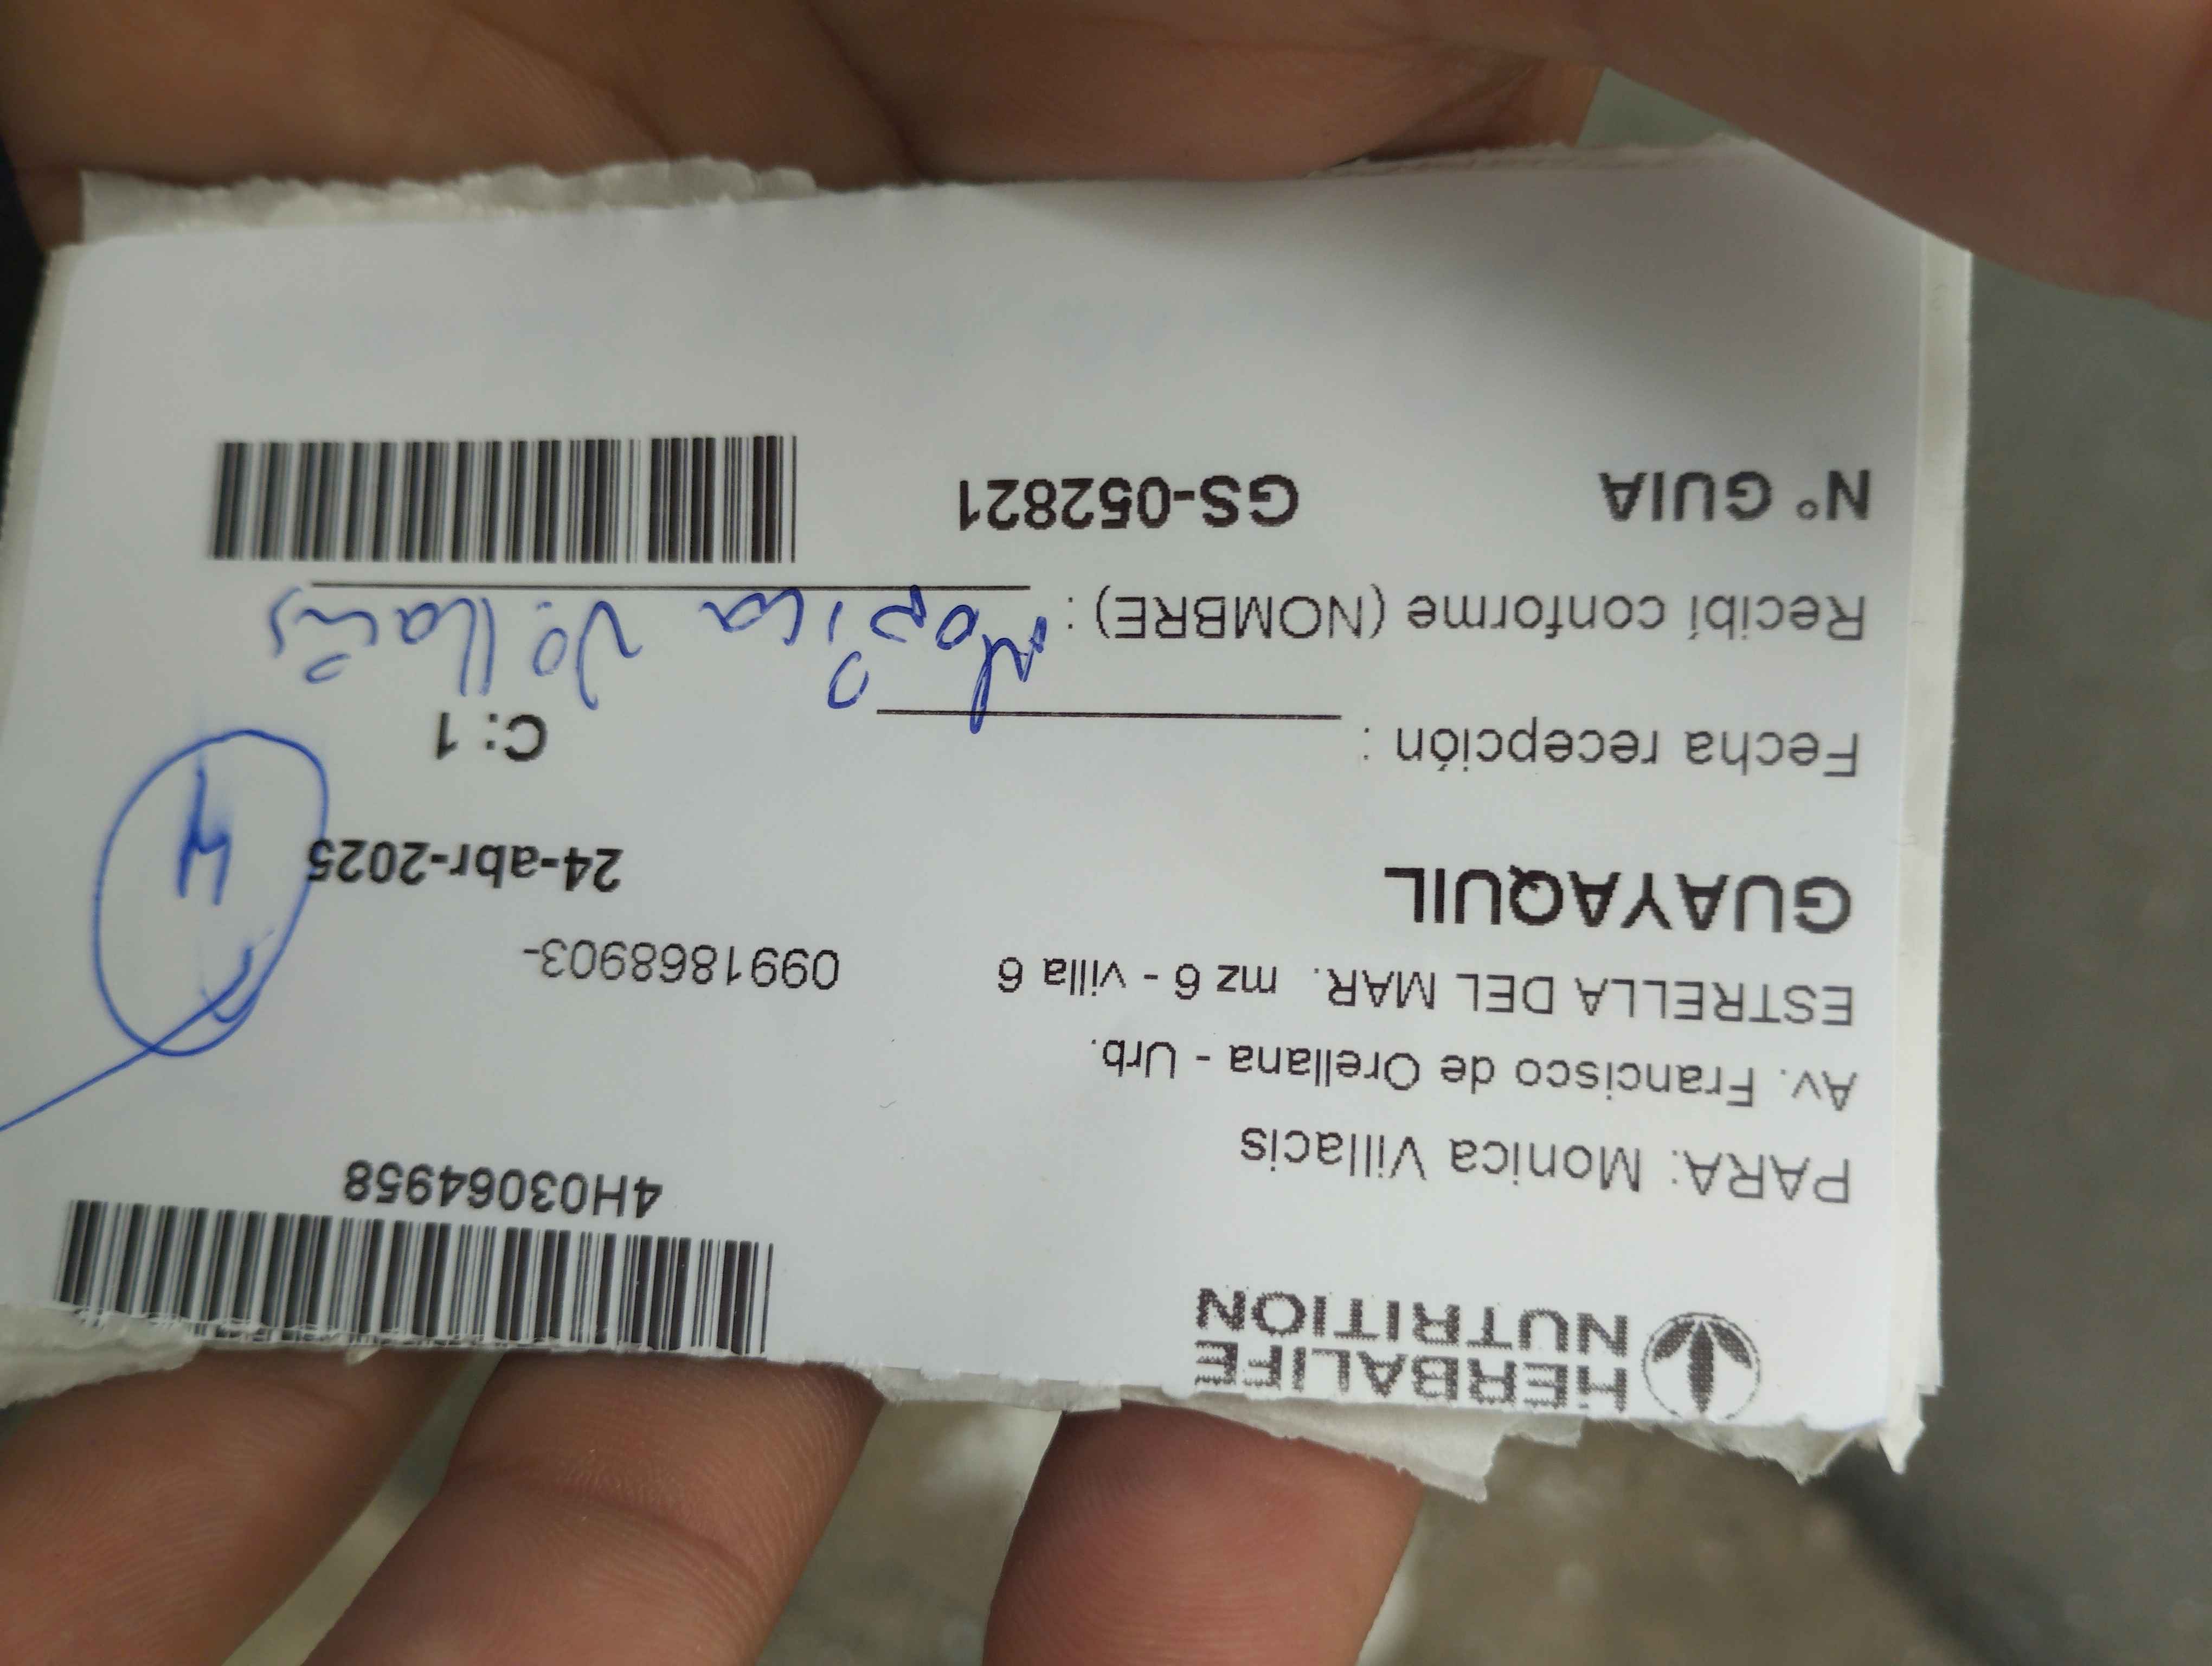 HERBALIFE
NUTRITION
4H03064958
PARA: Monica Villacis
Av. Francisco de Orellana - Urb.
ESTRELLA DEL MAR. mz 6 - villa 6
0991868903-
GUAYAQUIL
24-abr-2025
4
Fecha recepción :
C: 1
Recibí conforme (NOMBRE) : Monica Villacis
N° GUIA GS-052821